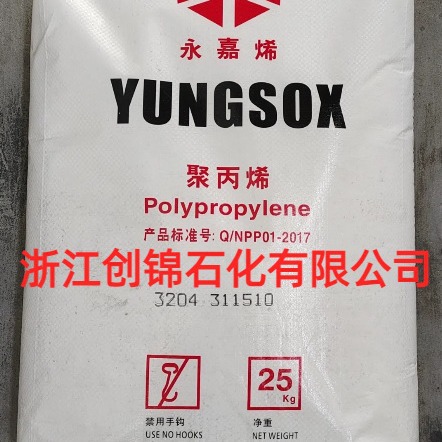 永嘉烯
YUNGSOX
聚丙烯
Polypropylene
产品标准号: Q/NPP01-2017
浙江创锦石化有限公司
3204 311510
25
Kg
禁用手钩
USE NO HOOKS
净重
NET WEIGHT